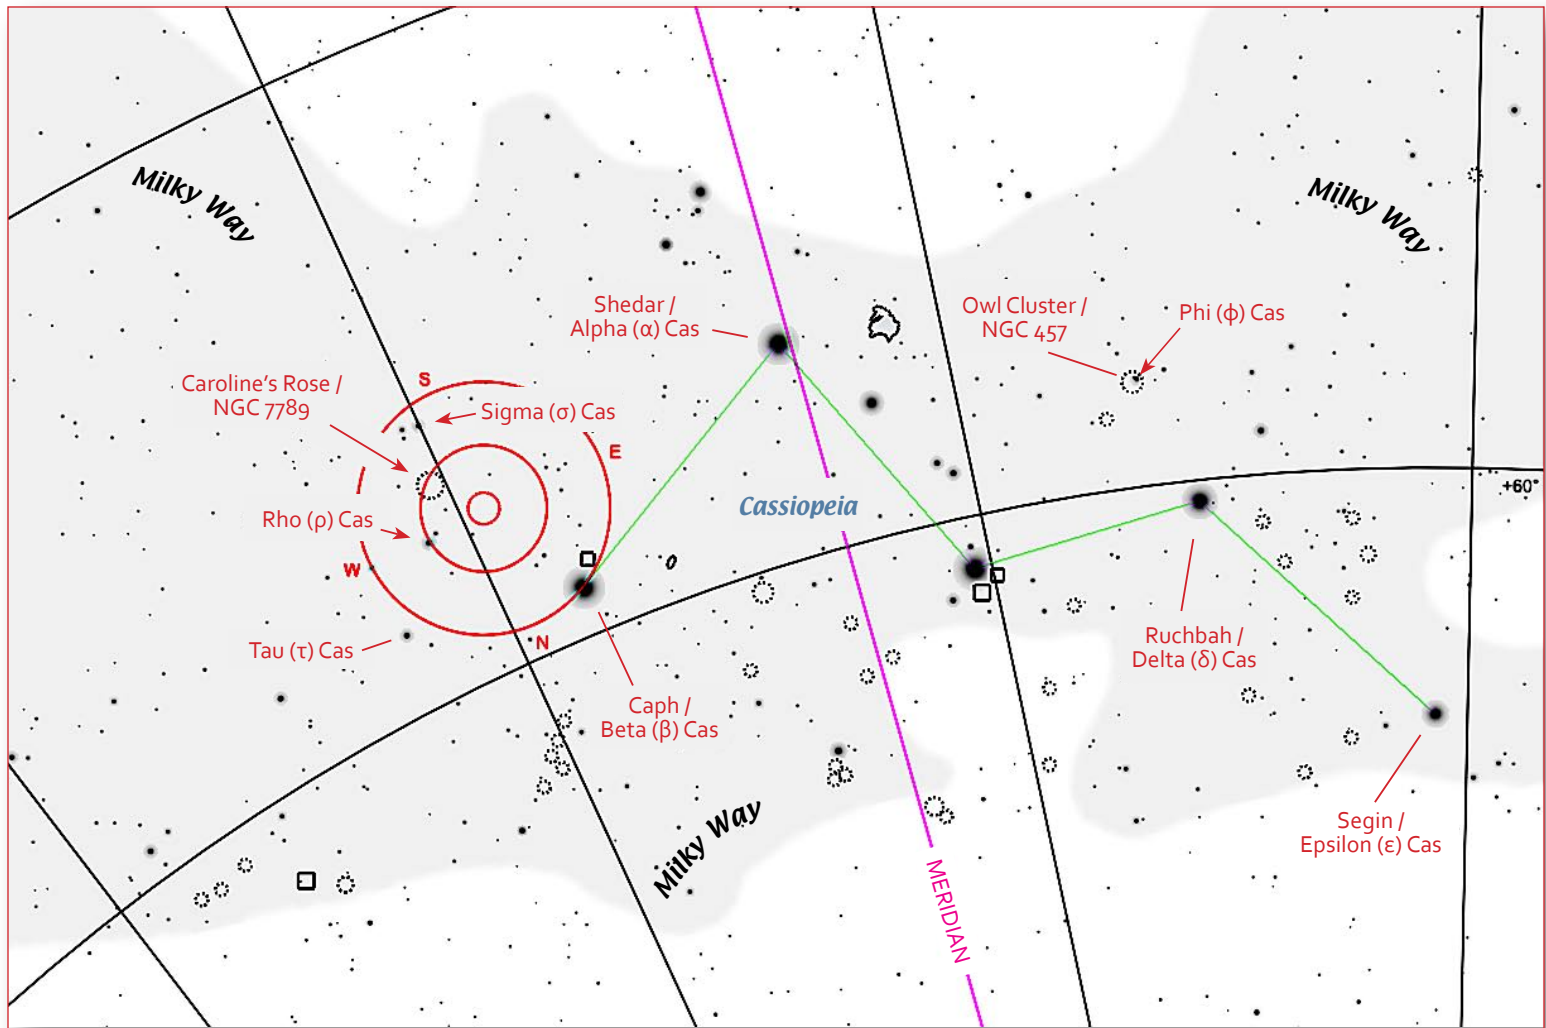 Milky Way
Milky Way
Shedar /
Alpha (α) Cas
Owl Cluster /
NGC 457
Phi (ϕ) Cas
Caroline's Rose /
NGC 7789
S
Sigma (σ) Cas
E
Rho (ρ) Cas
Cassiopeia
+60°
W
N
Tau (τ) Cas
Ruchbah /
Delta (δ) Cas
Caph /
Beta (β) Cas
Milky Way
MERIDIAN
Segin /
Epsilon (ε) Cas